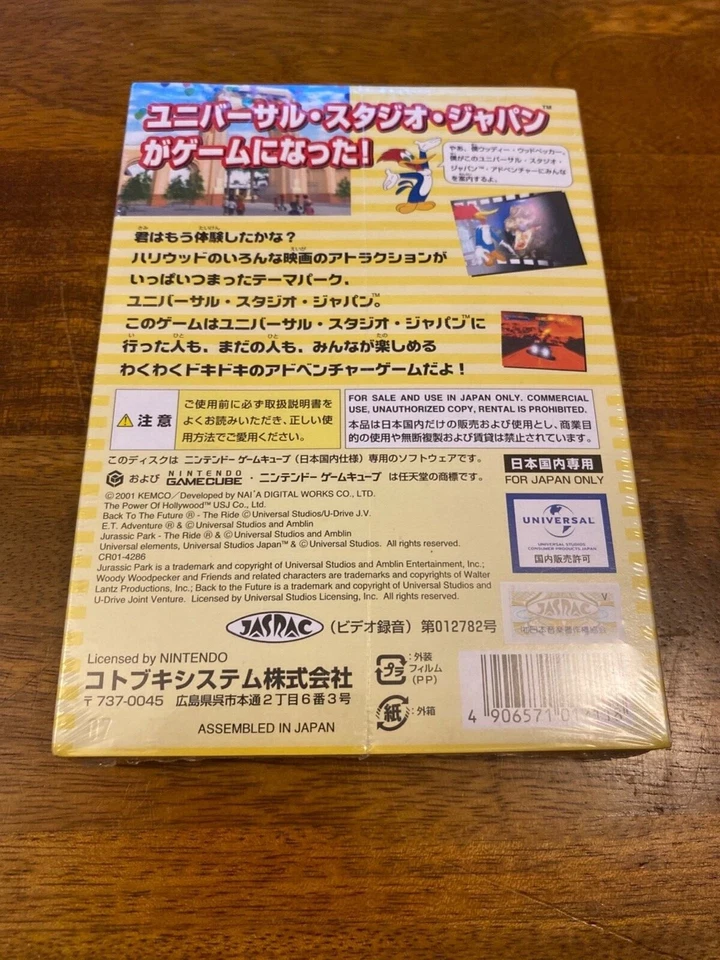 ユニバーサル・スタジオ・ジャパン™
がゲームになった!
やあ、僕ウッディー・ウッドペッカー。
僕がこのユニバーサル・スタジオ・
ジャパン™・アドベンチャーにみんな
を案内するよ。
君はもう体験したかな?
ハリウッドのいろんな映画のアトラクションが
いっぱいつまったテーマパーク、
ユニバーサル・スタジオ・ジャパン。
このゲームはユニバーサル・スタジオ・ジャパン™に
行った人も、まだの人も、みんなが楽しめる
わくわくドキドキのアドベンチャーゲームだよ!
注意
ご使用前に必ず取扱説明書を
よくお読みいただき、正しい使
用方法でご愛用ください。
FOR SALE AND USE IN JAPAN ONLY. COMMERCIAL
USE, UNAUTHORIZED COPY, RENTAL IS PROHIBITED.
本品は日本国内だけの販売および使用とし、商業目
的の使用や無断複製および賃貸は禁止されています。
このディスクは ニンテンドー ゲームキューブ(日本国内仕様)専用のソフトウェアです。
および NINTENDO GAMECUBE ・ニンテンドー ゲームキューブ は任天堂の商標です。
日本国内専用
FOR JAPAN ONLY
©2001 KEMCO/Developed by NAI'A DIGITAL WORKS CO., LTD.
The Power Of Hollywood™ USJ Co., Ltd.
Back To The Future ® - The Ride © Universal Studios/U-Drive J.V.
E.T. Adventure ® & © Universal Studios and Amblin
Jurassic Park - The Ride ® & © Universal Studios and Amblin
Universal elements, Universal Studios Japan™ & © Universal Studios. All rights reserved.
CR01-4286
Jurassic Park is a trademark and copyright of Universal Studios and Amblin Entertainment, Inc.;
Woody Woodpecker and Friends and related characters are trademarks and copyrights of Walter
Lantz Productions, Inc.; Back to the Future is a trademark and copyright of Universal Studios and
U-Drive Joint Venture. Licensed by Universal Studios Licensing, Inc. All rights reserved.
UNIVERSAL
UNIVERSAL STUDIOS
CONSUMER PRODUCTS JAPAN
国内販売許可
JASRAC
(ビデオ録音)第012782号
V
日本音楽著作権協会
Licensed by NINTENDO
コトブキシステム株式会社
〒737-0045 広島県呉市本通2丁目6番3号
ASSEMBLED IN JAPAN
プラ
:外装
フィルム
(PP)
紙
:外箱
4 906571